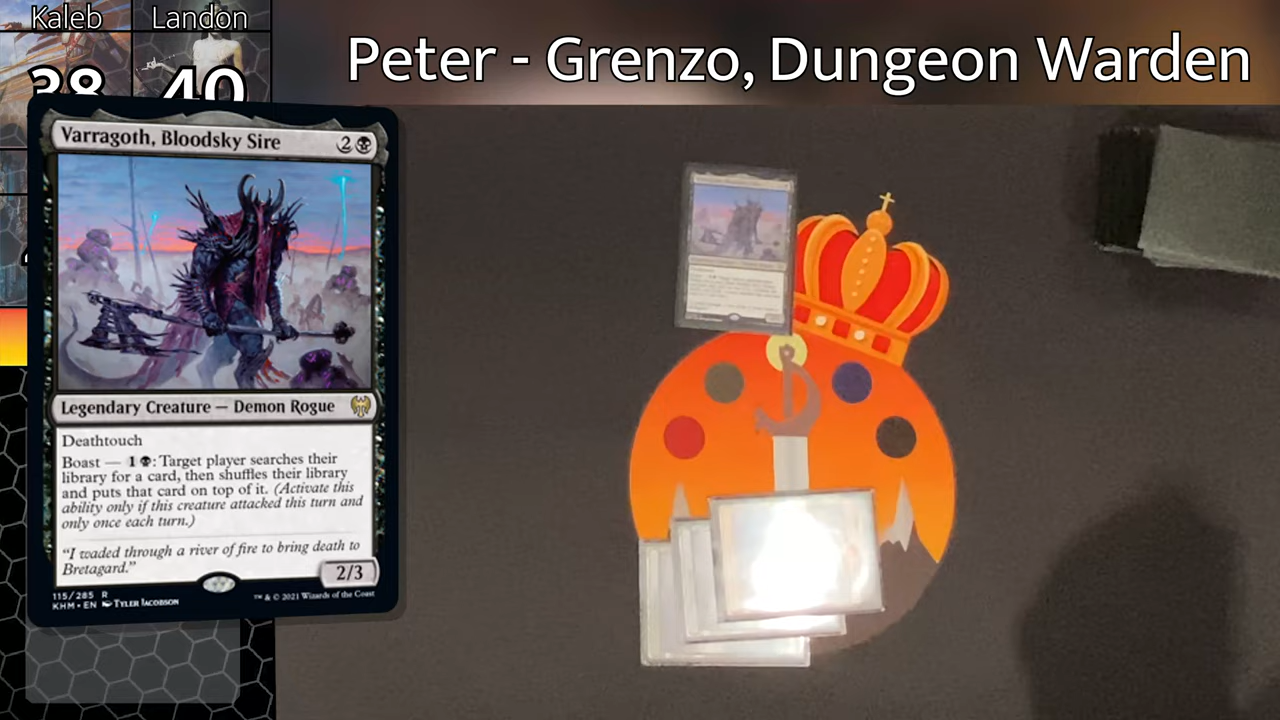 Kaleb
Landon
38
40
Peter - Grenzo, Dungeon Warden
Varragoth, Bloodsky Sire
2
Legendary Creature — Demon Rogue
Deathtouch
Boast — 1 : Target player searches their
library for a card, then shuffles their library
and puts that card on top of it. (Activate this
ability only if this creature attacked this turn and
only once each turn.)
"I waded through a river of fire to bring death to
Bretagard."
2/3
115/285 R
KHM • EN TYLER JACOBSON
™ & © 2021 Wizards of the Coast